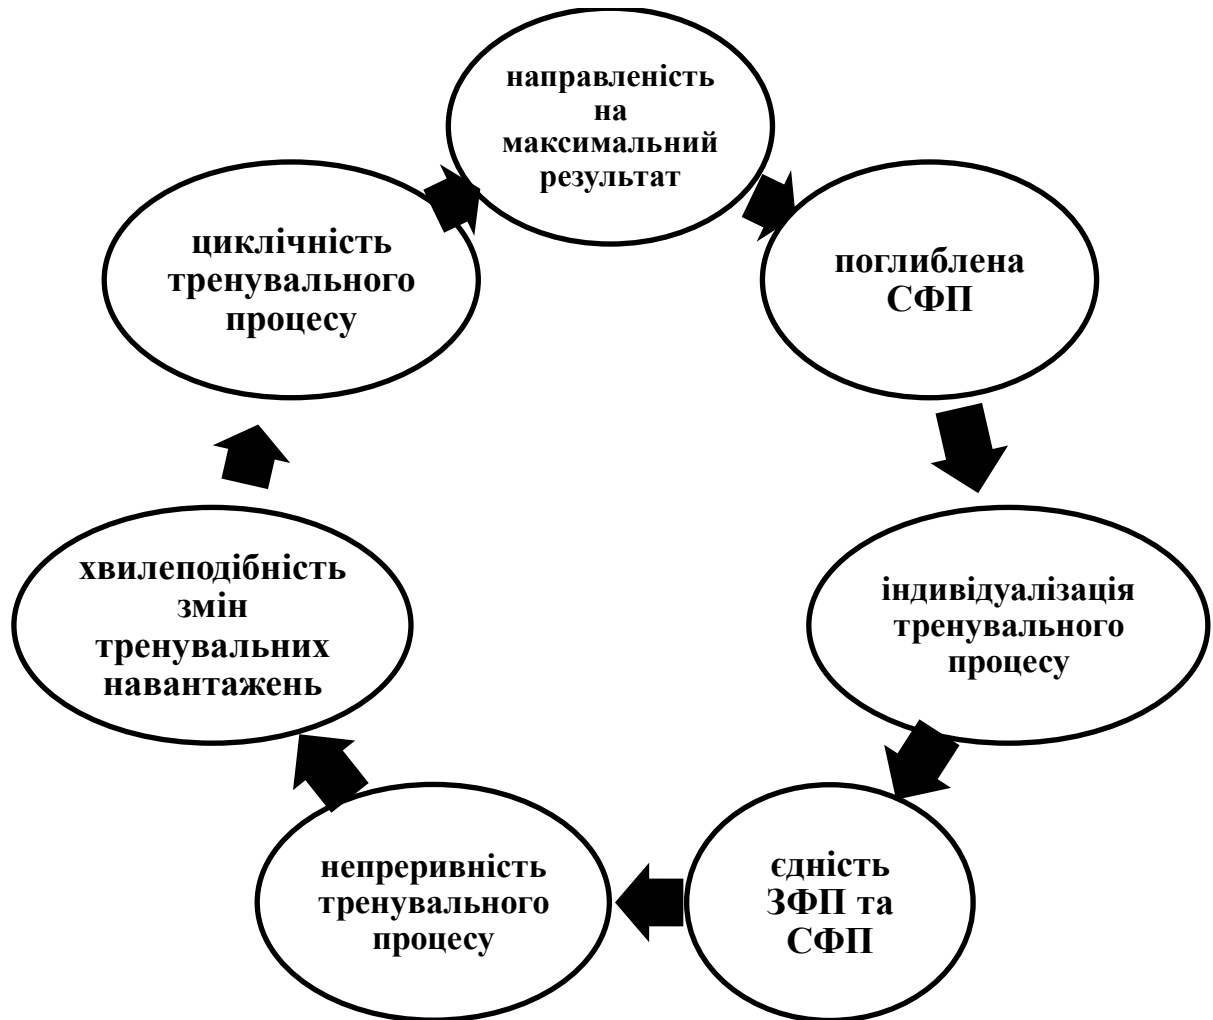 направленість
на
максимальний
результат
поглиблена
СФП
індивідуалізація
тренувального
процесу
єдність
ЗФП та
СФП
непреривність
тренувального
процесу
хвилеподібність
змін
тренувальних
навантажень
циклічність
тренувального
процесу